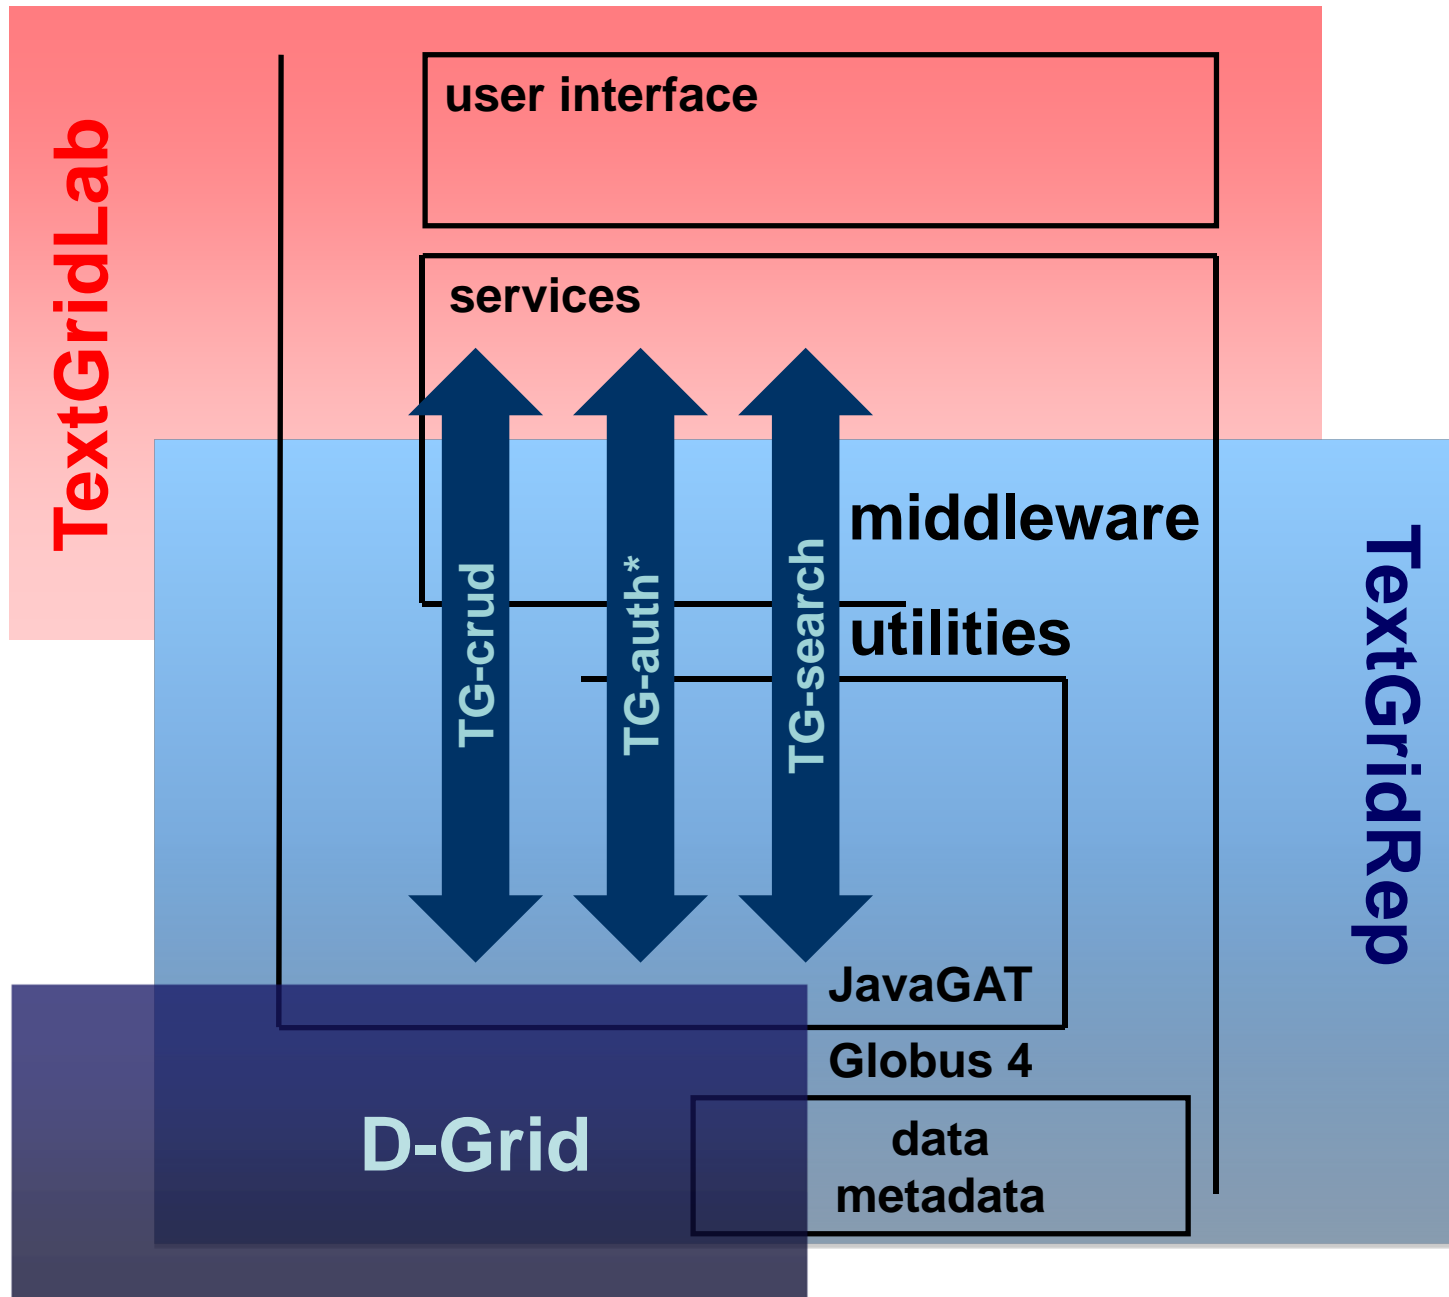 TextGridLab
user interface
services
middleware
utilities
TG-crud
TG-auth*
TG-search
TextGridRep
JavaGAT
Globus 4
D-Grid
data
metadata